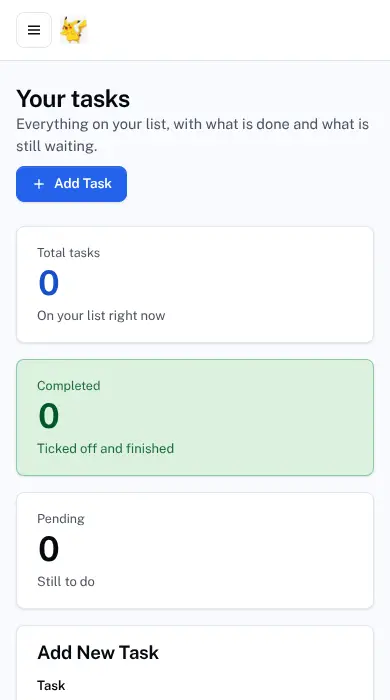 Your tasks
Everything on your list, with what is done and what is
still waiting.
+ Add Task
Total tasks
0
On your list right now
Completed
0
Ticked off and finished
Pending
0
Still to do
Add New Task
Task